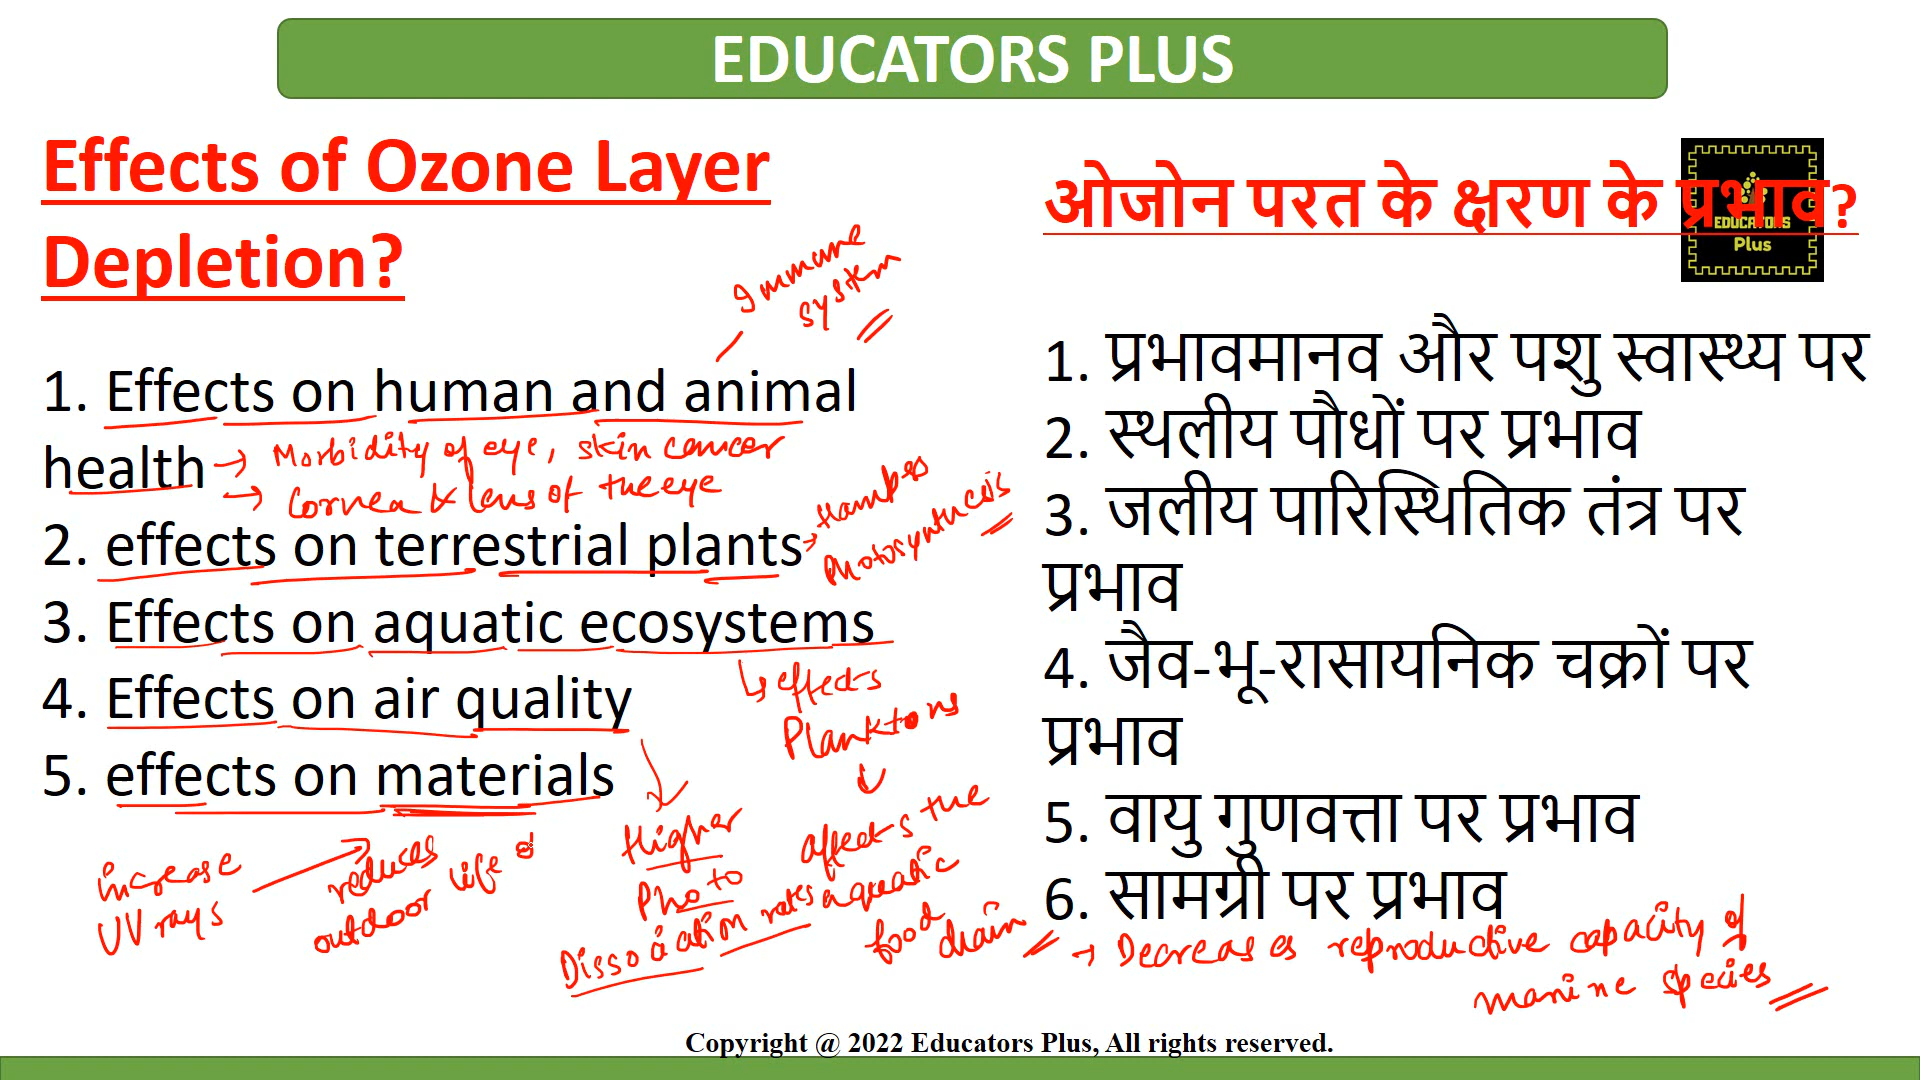 EDUCATORS PLUS
Effects of Ozone Layer
Depletion?
Immune
system
1. Effects on human and animal
health
→ Morbidity of eye, skin cancer
→ Cornea & lens of the eye
2. effects on terrestrial plants
→ Hampers
Photosynthesis
3. Effects on aquatic ecosystems
↳ effects
Planktons
↓
affects the
aquatic
food
chain
4. Effects on air quality
Higher
Photo
Dissociation rates
5. effects on materials
increase
UV rays
→ reduces
outdoor life
→ Decreases reproductive capacity of
marine species
ओजोन परत के क्षरण के प्रभाव?
EDUCATORS
Plus
1. प्रभावमानव और पशु स्वास्थ्य पर
2. स्थलीय पौधों पर प्रभाव
3. जलीय पारिस्थितिक तंत्र पर
प्रभाव
4. जैव-भू-रासायनिक चक्रों पर
प्रभाव
5. वायु गुणवत्ता पर प्रभाव
6. सामग्री पर प्रभाव
Copyright @ 2022 Educators Plus, All rights reserved.